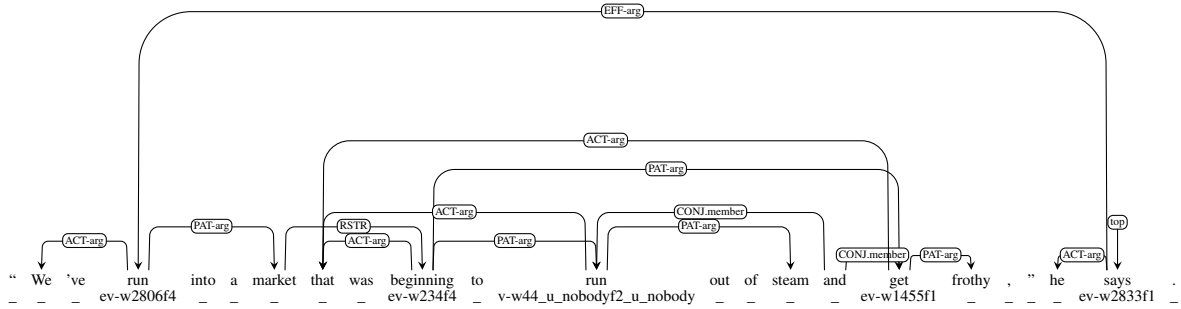 EFF-arg
ACT-arg
PAT-arg
ACT-arg CONJ.member top
ACT-arg PAT-arg RSTR ACT-arg PAT-arg PAT-arg CONJ.member PAT-arg ACT-arg
“ We ’ve run into a market that was beginning to run out of steam and get frothy , ” he says .
_ _ _ ev-w2806f4 _ _ _ _ _ ev-w234f4 _ v-w44_u_nobodyf2_u_nobody _ _ _ _ ev-w1455f1 _ _ _ _ ev-w2833f1 _